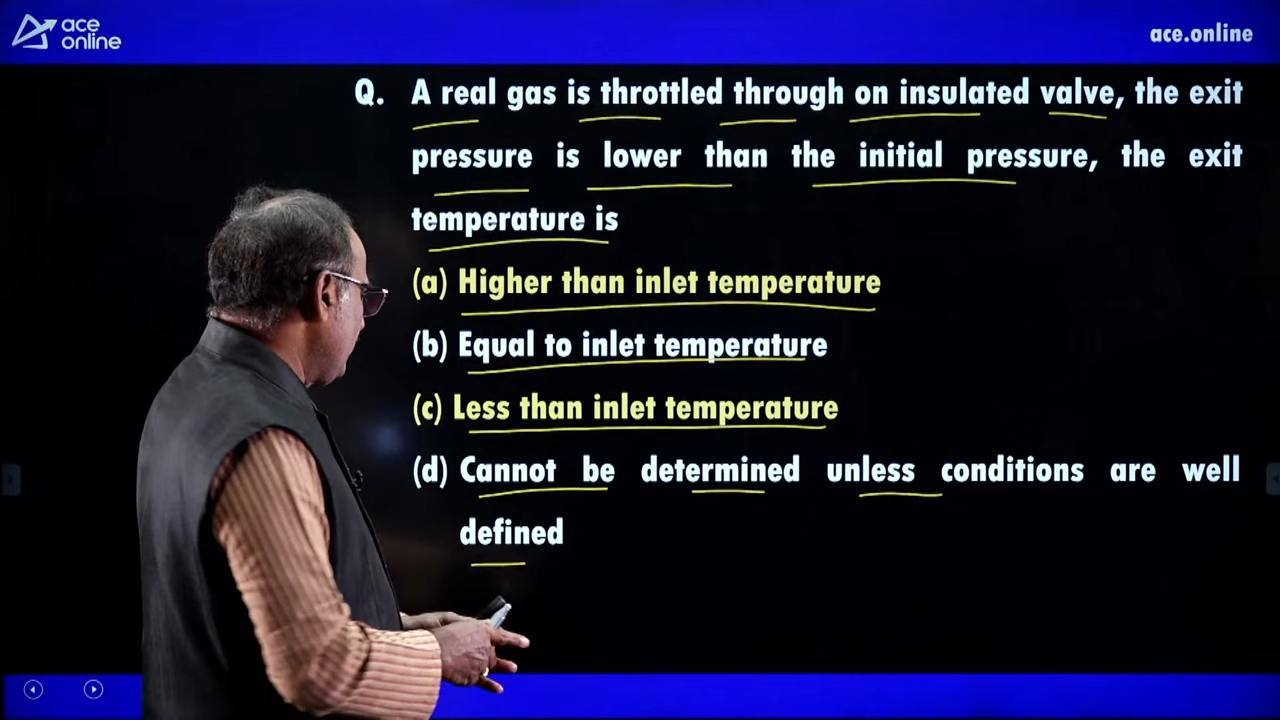 ace
online
ace.online
Q. A real gas is throttled through on insulated valve, the exit
pressure is lower than the initial pressure, the exit
temperature is
(a) Higher than inlet temperature
(b) Equal to inlet temperature
(c) Less than inlet temperature
(d) Cannot be determined unless conditions are well
defined